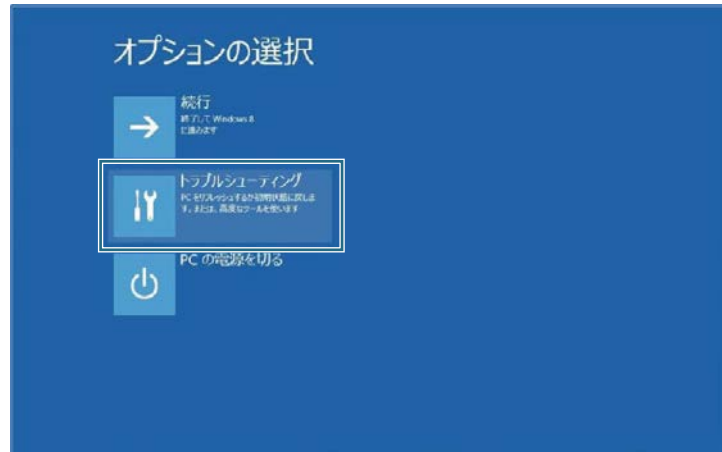 オプションの選択
続行
終了して Windows 8
に進みます
トラブルシューティング
PC をリフレッシュするか初期状態に戻しま
す。または、高度なツールを使います
PC の電源を切る